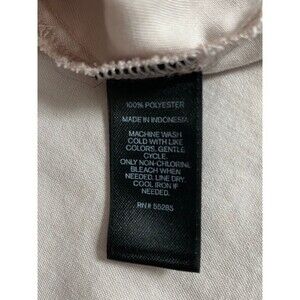 100% POLYESTER
MADE IN INDONESIA
MACHINE WASH
COLD WITH LIKE
COLORS, GENTLE
CYCLE.
ONLY NON-CHLORINE
BLEACH WHEN
NEEDED. LINE DRY.
COOL IRON IF
NEEDED.
RN# 55285